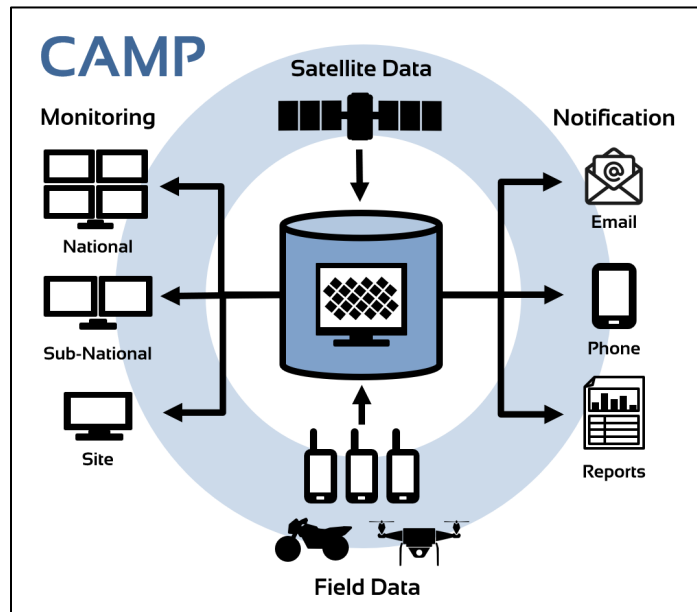 CAMP
Satellite Data
Monitoring
Notification
National
Sub-National
Site
@
Email
Phone
Reports
Field Data